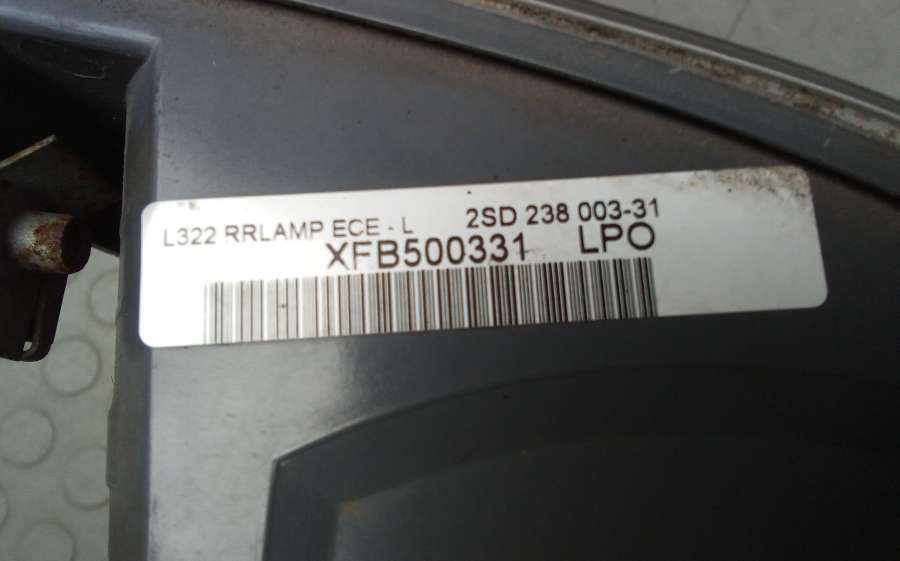 L322 RRLAMP ECE - L 2SD 238 003-31
XFB500331 LPO